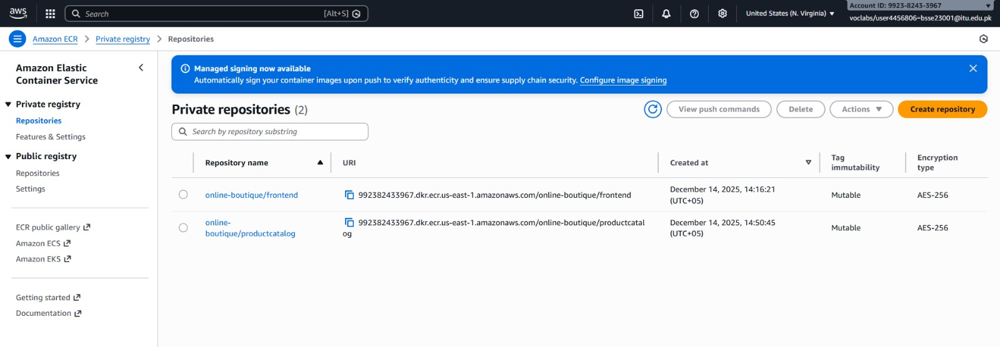 aws
Search [Alt+S]
United States (N. Virginia)
Account ID: 9923-8243-3967
voclabs/user4456806=bsse23001@itu.edu.pk
Amazon ECR
Private registry
Repositories
Amazon Elastic
Container Service
Private registry
Repositories
Features & Settings
Public registry
Repositories
Settings
ECR public gallery
Amazon ECS
Amazon EKS
Getting started
Documentation
Managed signing now available
Automatically sign your container images upon push to verify authenticity and ensure supply chain security. Configure image signing
Private repositories (2)
View push commands
Delete
Actions
Create repository
Search by repository substring
Repository name
URI
Created at
Tag
immutability
Encryption
type
online-boutique/frontend
992382433967.dkr.ecr.us-east-1.amazonaws.com/online-boutique/frontend
December 14, 2025, 14:16:21
(UTC+05)
Mutable
AES-256
online-
boutique/productcatalog
992382433967.dkr.ecr.us-east-1.amazonaws.com/online-boutique/productcatal
og
December 14, 2025, 14:50:45
(UTC+05)
Mutable
AES-256